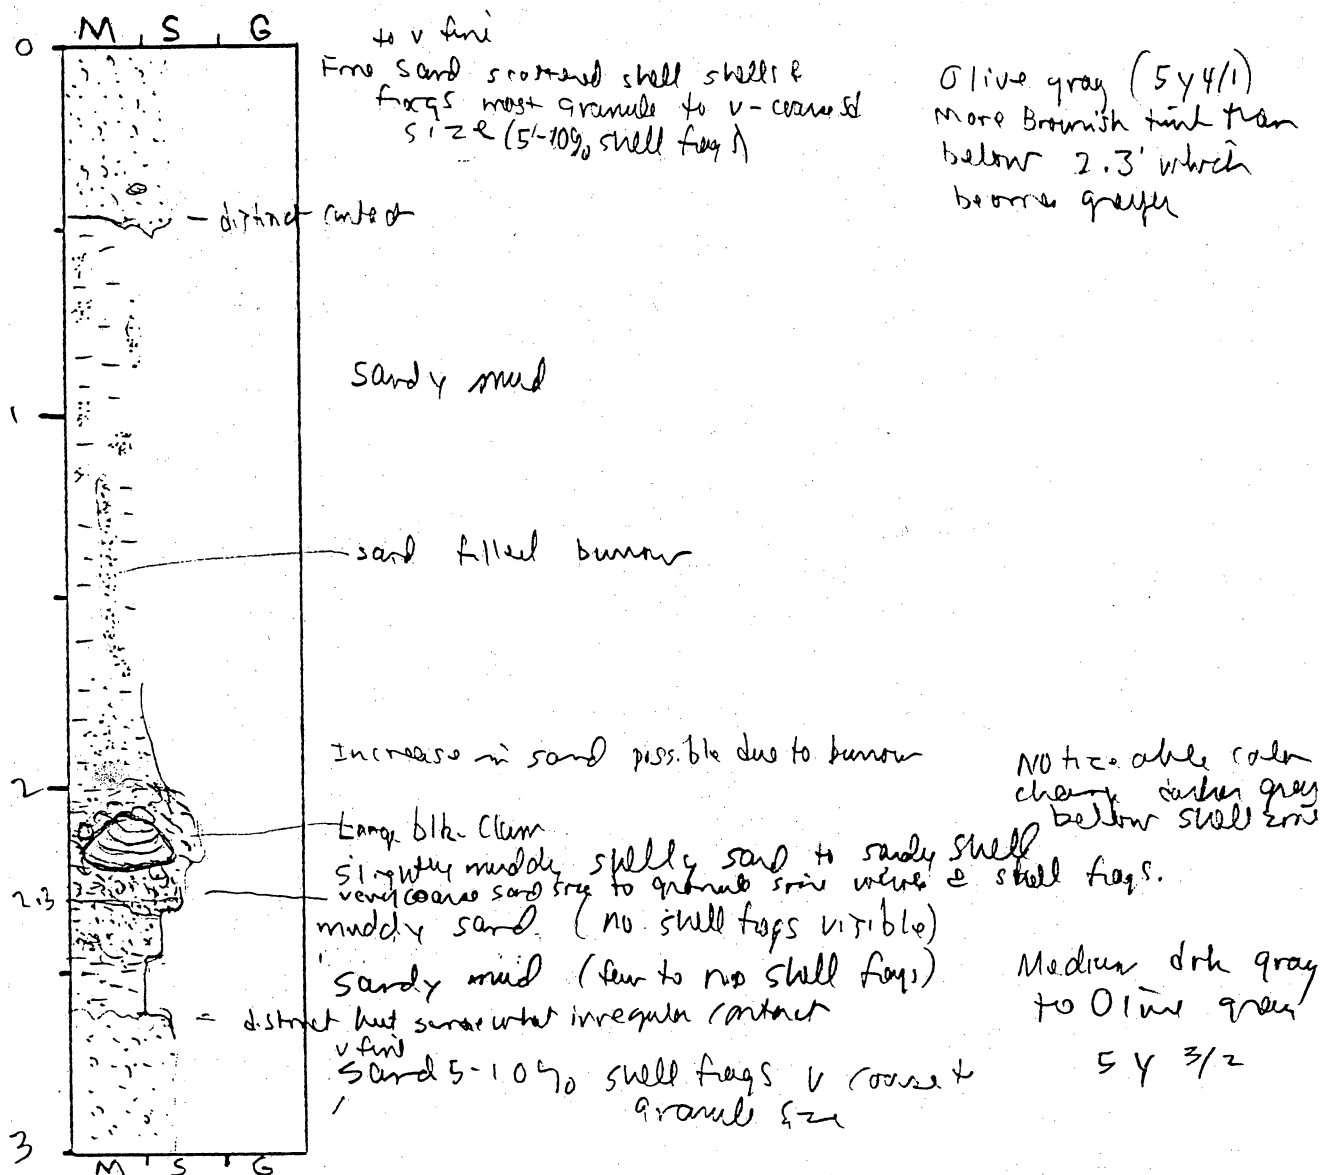 M S G
0
to v fine
Fine sand scattered shell shells &
frags most granule to v-coarse sd
size (5-10% shell frags)
Olive gray (5y4/1)
More Brownish tint than
below 2.3' which
becomes grayer
distinct contact
sandy mud
1
sand filled burrow
Increase in sand possible due to burrow
Noticeable color
change darker gray
below shell zone
2
Large blk. Clam
slightly muddy shelly sand to sandy shell
2.3
very coarse sand size to granule size & shell frags.
muddy sand (no shell frags visible)
sandy mud (few to no shell frags)
Medium drk gray
to Olive gray
5 Y 3/2
distinct but somewhat irregular contact
v fine
sand 5-10% shell frags v coarse to
granule size
3
M S G